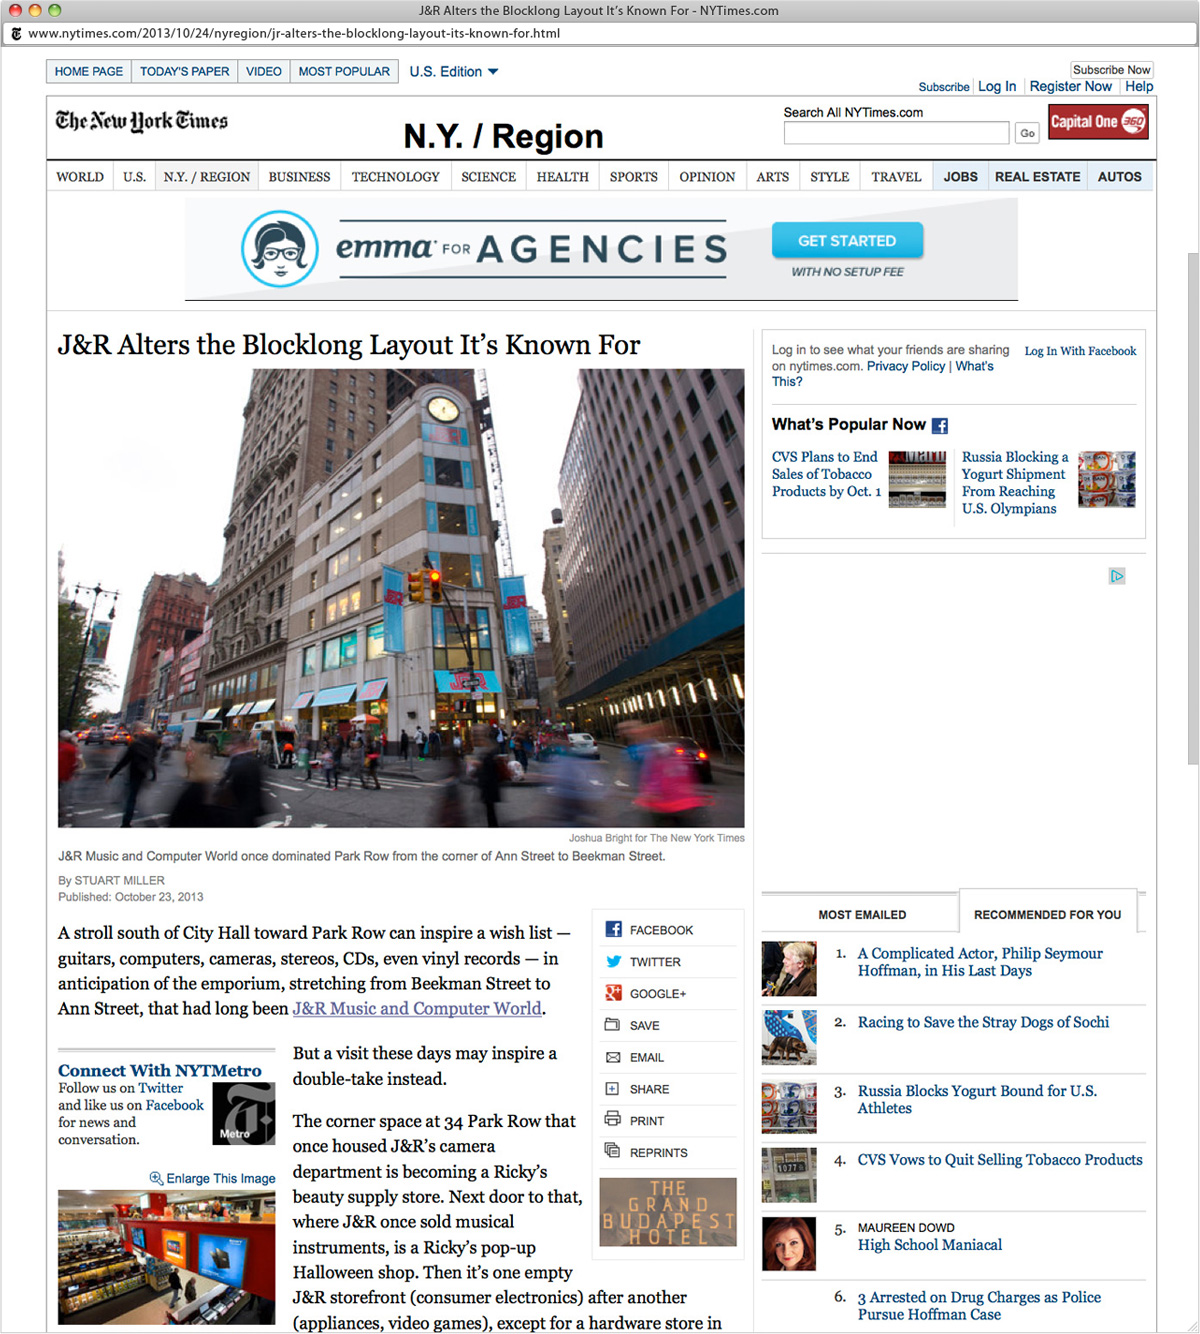 J&R Alters the Blocklong Layout It's Known For - NYTimes.com
www.nytimes.com/2013/10/24/nyregion/jr-alters-the-blocklong-layout-its-known-for.html
HOME PAGE TODAY'S PAPER VIDEO MOST POPULAR U.S. Edition
Subscribe Now
Subscribe Log In Register Now Help
The New York Times
N.Y. / Region
Search All NYTimes.com
Go
Capital One 360
WORLD U.S. N.Y. / REGION BUSINESS TECHNOLOGY SCIENCE HEALTH SPORTS OPINION ARTS STYLE TRAVEL JOBS REAL ESTATE AUTOS
emma FOR AGENCIES
GET STARTED
WITH NO SETUP FEE
J&R Alters the Blocklong Layout It's Known For
J&R
Joshua Bright for The New York Times
J&R Music and Computer World once dominated Park Row from the corner of Ann Street to Beekman Street.
By STUART MILLER
Published: October 23, 2013
A stroll south of City Hall toward Park Row can inspire a wish list —
guitars, computers, cameras, stereos, CDs, even vinyl records — in
anticipation of the emporium, stretching from Beekman Street to
Ann Street, that had long been J&R Music and Computer World.
Connect With NYTMetro
Follow us on Twitter
and like us on Facebook
for news and
conversation.
T
Metro
Enlarge This Image
But a visit these days may inspire a
double-take instead.
The corner space at 34 Park Row that
once housed J&R's camera
department is becoming a Ricky's
beauty supply store. Next door to that,
where J&R once sold musical
instruments, is a Ricky's pop-up
Halloween shop. Then it's one empty
J&R storefront (consumer electronics) after another
(appliances, video games), except for a hardware store in
FACEBOOK
TWITTER
GOOGLE+
SAVE
EMAIL
SHARE
PRINT
REPRINTS
THE
GRAND
BUDAPEST
HOTEL
Log in to see what your friends are sharing
on nytimes.com. Privacy Policy | What's
This?
Log In With Facebook
What's Popular Now
CVS Plans to End
Sales of Tobacco
Products by Oct. 1
Russia Blocking a
Yogurt Shipment
From Reaching
U.S. Olympians
MOST EMAILED
RECOMMENDED FOR YOU
1. A Complicated Actor, Philip Seymour
Hoffman, in His Last Days
2. Racing to Save the Stray Dogs of Sochi
3. Russia Blocks Yogurt Bound for U.S.
Athletes
4. CVS Vows to Quit Selling Tobacco Products
5. MAUREEN DOWD
High School Maniacal
6. 3 Arrested on Drug Charges as Police
Pursue Hoffman Case